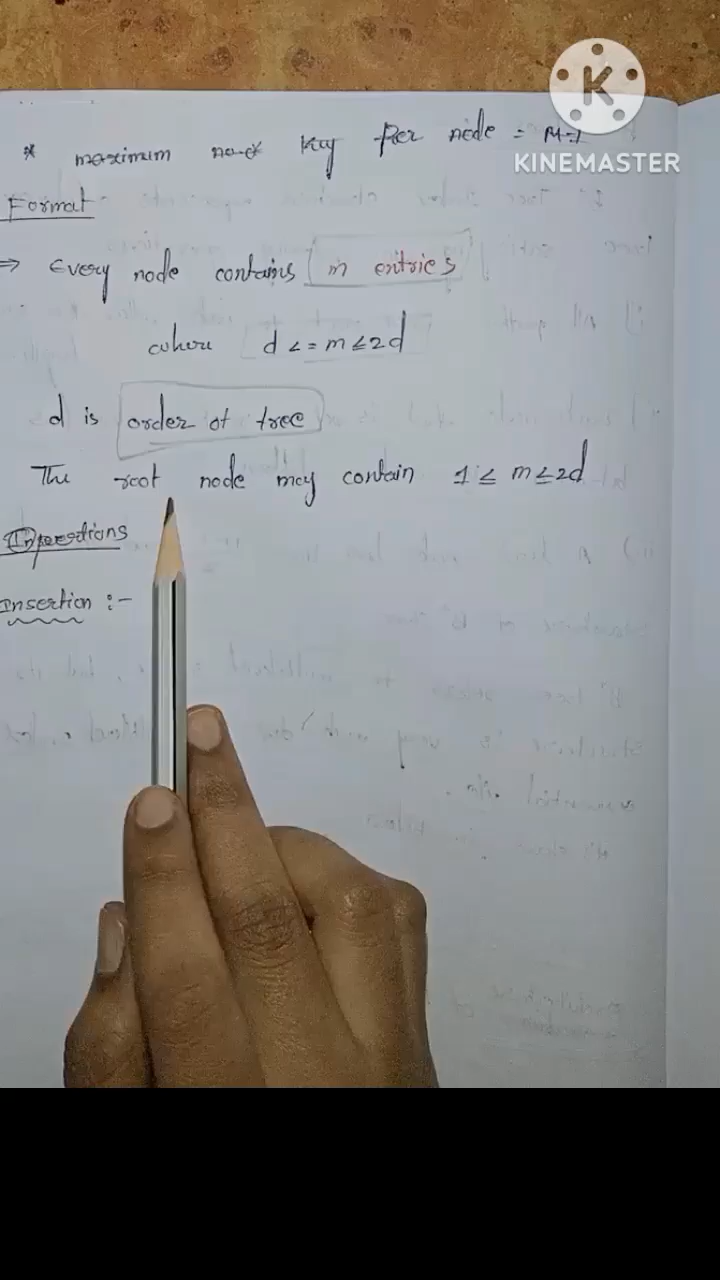 * maximum no.of key Per node = M-1
KINEMASTER
Format
⇒ Every node contains m entries
where d <= m ≤ 2d
d is order of tree
The root node may contain 1 ≤ m ≤ 2d
Operations
Insertion :-